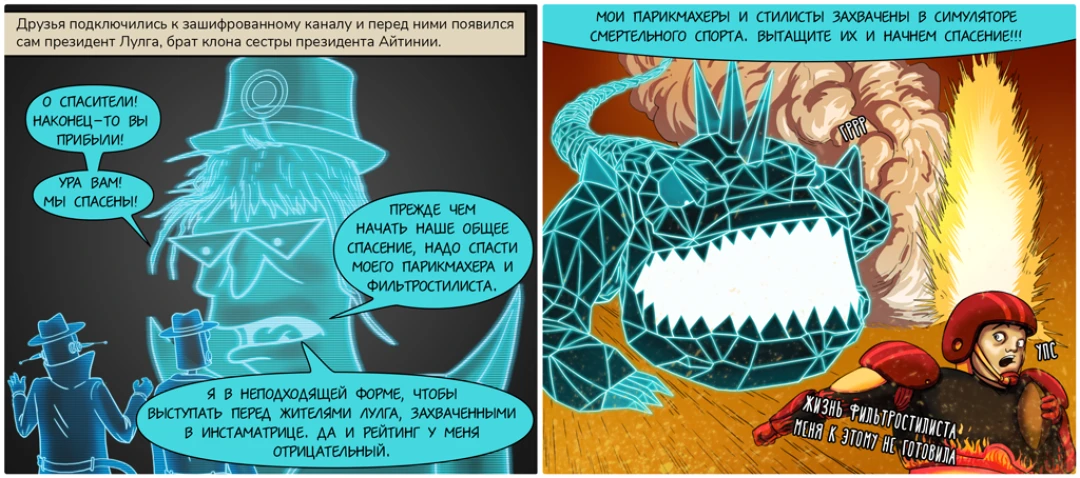 Друзья подключились к зашифрованному каналу и перед ними появился
сам президент Лулга, брат клона сестры президента Айтинии.
О СПАСИТЕЛИ!
НАКОНЕЦ-ТО ВЫ
ПРИБЫЛИ!
УРА ВАМ!
МЫ СПАСЕНЫ!
ПРЕЖДЕ ЧЕМ
НАЧАТЬ НАШЕ ОБЩЕЕ
СПАСЕНИЕ, НАДО СПАСТИ
МОЕГО ПАРИКМАХЕРА И
ФИЛЬТРОСТИЛИСТА.
Я В НЕПОДХОДЯЩЕЙ ФОРМЕ, ЧТОБЫ
ВЫСТУПАТЬ ПЕРЕД ЖИТЕЛЯМИ ЛУЛГА, ЗАХВАЧЕННЫМИ
В ИНСТАМАТРИЦЕ. ДА И РЕЙТИНГ У МЕНЯ
ОТРИЦАТЕЛЬНЫЙ.
МОИ ПАРИКМАХЕРЫ И СТИЛИСТЫ ЗАХВАЧЕНЫ В СИМУЛЯТОРЕ
СМЕРТЕЛЬНОГО СПОРТА. ВЫТАЩИТЕ ИХ И НАЧНЕМ СПАСЕНИЕ!!!
ГРРР
УПС
ЖИЗНЬ ФИЛЬТРОСТИЛИСТА
МЕНЯ К ЭТОМУ НЕ ГОТОВИЛА